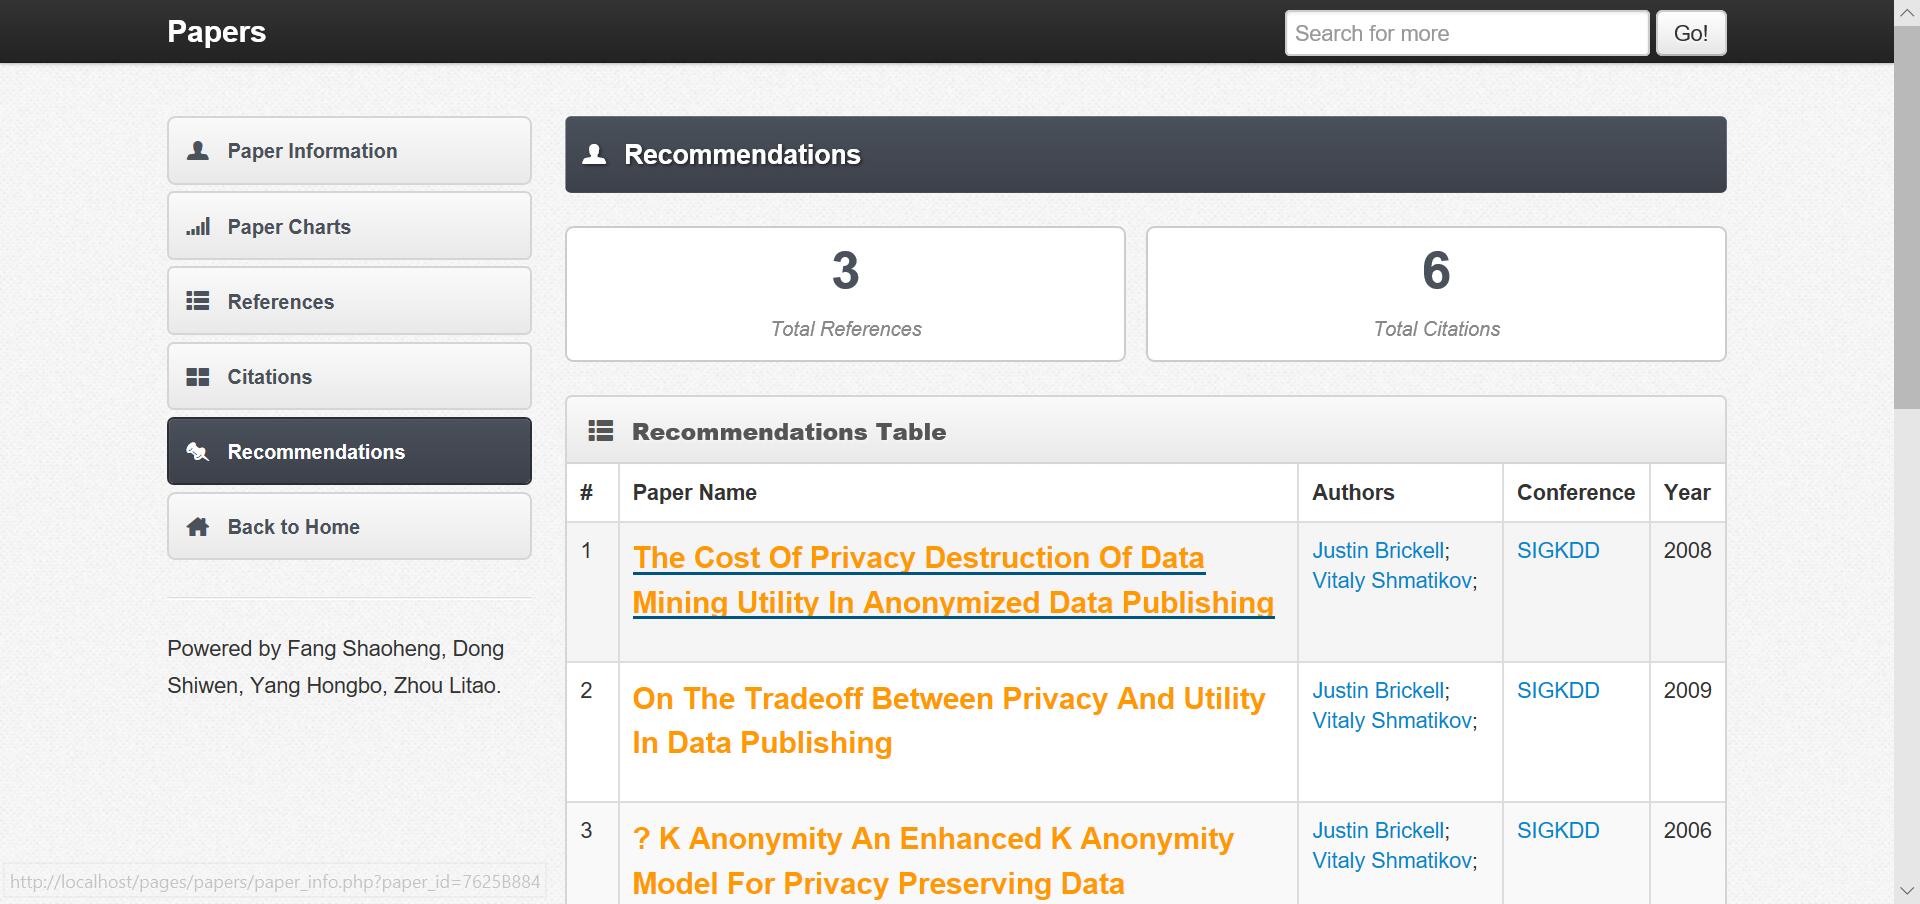 Papers
Search for more
Go!
Paper Information
Paper Charts
References
Citations
Recommendations
Back to Home
Powered by Fang Shaoheng, Dong
Shiwen, Yang Hongbo, Zhou Litao.
Recommendations
3
Total References
6
Total Citations
Recommendations Table
# Paper Name Authors Conference Year
1 The Cost Of Privacy Destruction Of Data Justin Brickell; SIGKDD 2008
Mining Utility In Anonymized Data Publishing Vitaly Shmatikov;
2 On The Tradeoff Between Privacy And Utility Justin Brickell; SIGKDD 2009
In Data Publishing Vitaly Shmatikov;
3 ? K Anonymity An Enhanced K Anonymity Justin Brickell; SIGKDD 2006
Model For Privacy Preserving Data Vitaly Shmatikov;
http://localhost/pages/papers/paper_info.php?paper_id=7625B884